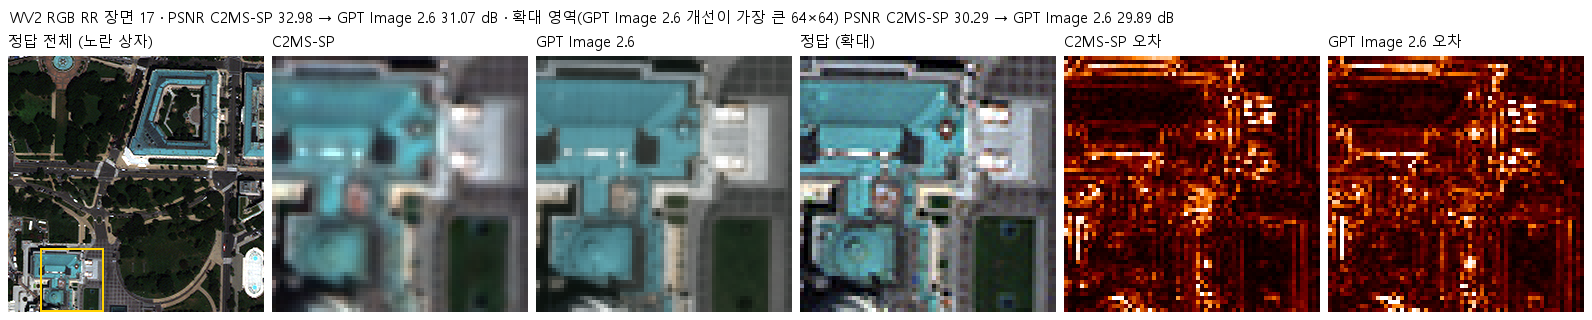 WV2 RGB RR 장면 17 · PSNR C2MS-SP 32.98 → GPT Image 2.6 31.07 dB · 확대 영역(GPT Image 2.6 개선이 가장 큰 64×64) PSNR C2MS-SP 30.29 → GPT Image 2.6 29.89 dB
정답 전체 (노란 상자)
C2MS-SP
GPT Image 2.6
정답 (확대)
C2MS-SP 오차
GPT Image 2.6 오차